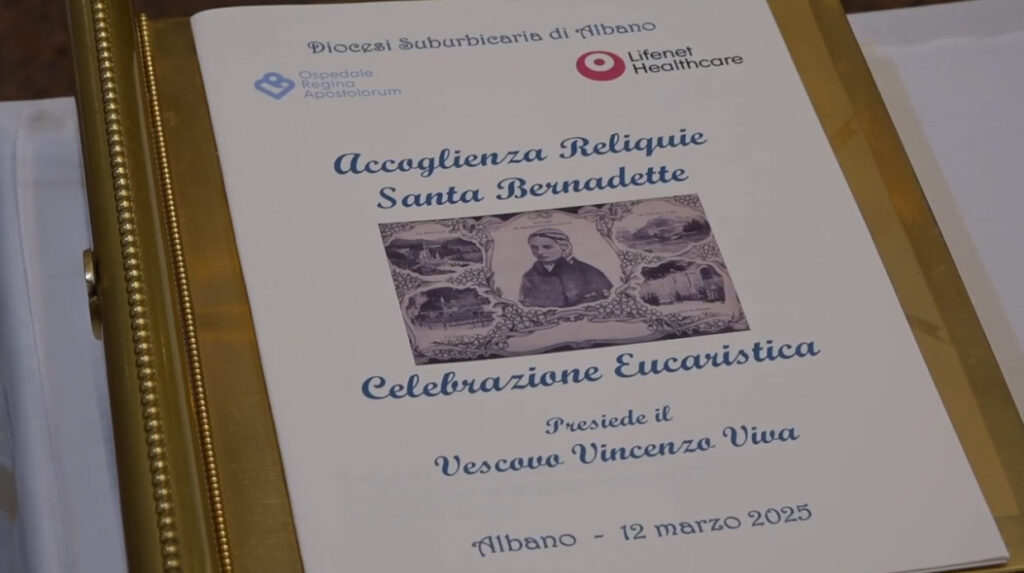 Diocesi Suburbicaria di Albano
Ospedale
Regina
Apostolorum
Lifenet
Healthcare
Accoglienza Reliquie
Santa Bernadette
Celebrazione Eucaristica
Presiede il
Vescovo Vincenzo Viva
Albano - 12 marzo 2025